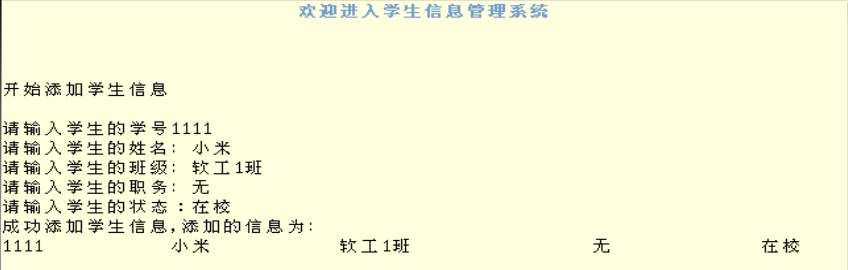 欢迎进入学生信息管理系统
开始添加学生信息
请输入学生的学号1111
请输入学生的姓名: 小米
请输入学生的班级: 软工1班
请输入学生的职务: 无
请输入学生的状态 :在校
成功添加学生信息,添加的信息为:
1111 小米 软工1班 无 在校